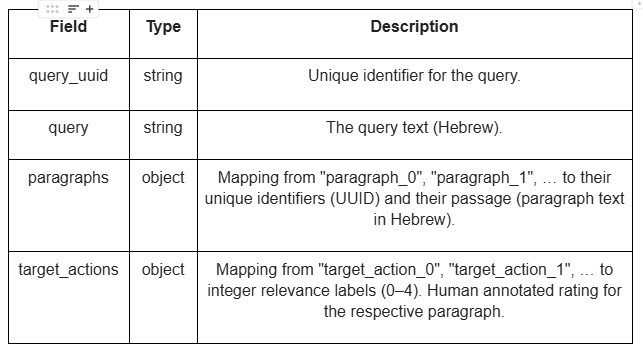 Field Type Description
query_uuid string Unique identifier for the query.
query string The query text (Hebrew).
paragraphs object Mapping from "paragraph_0", "paragraph_1", … to their
unique identifiers (UUID) and their passage (paragraph text
in Hebrew).
target_actions object Mapping from "target_action_0", "target_action_1", … to
integer relevance labels (0–4). Human annotated rating for
the respective paragraph.